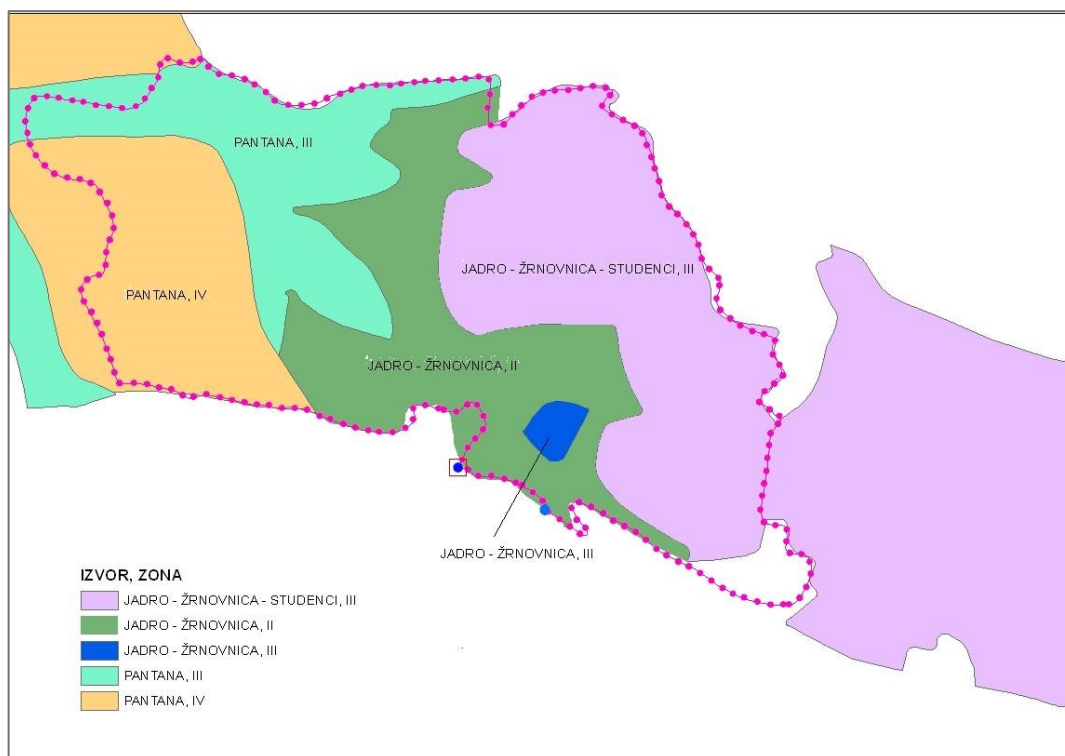 PANTANA, III
JADRO - ŽRNOVNICA - STUDENCI, III
PANTANA, IV
JADRO - ŽRNOVNICA, II
JADRO - ŽRNOVNICA, III
IZVOR, ZONA
JADRO - ŽRNOVNICA - STUDENCI, III
JADRO - ŽRNOVNICA, II
JADRO - ŽRNOVNICA, III
PANTANA, III
PANTANA, IV